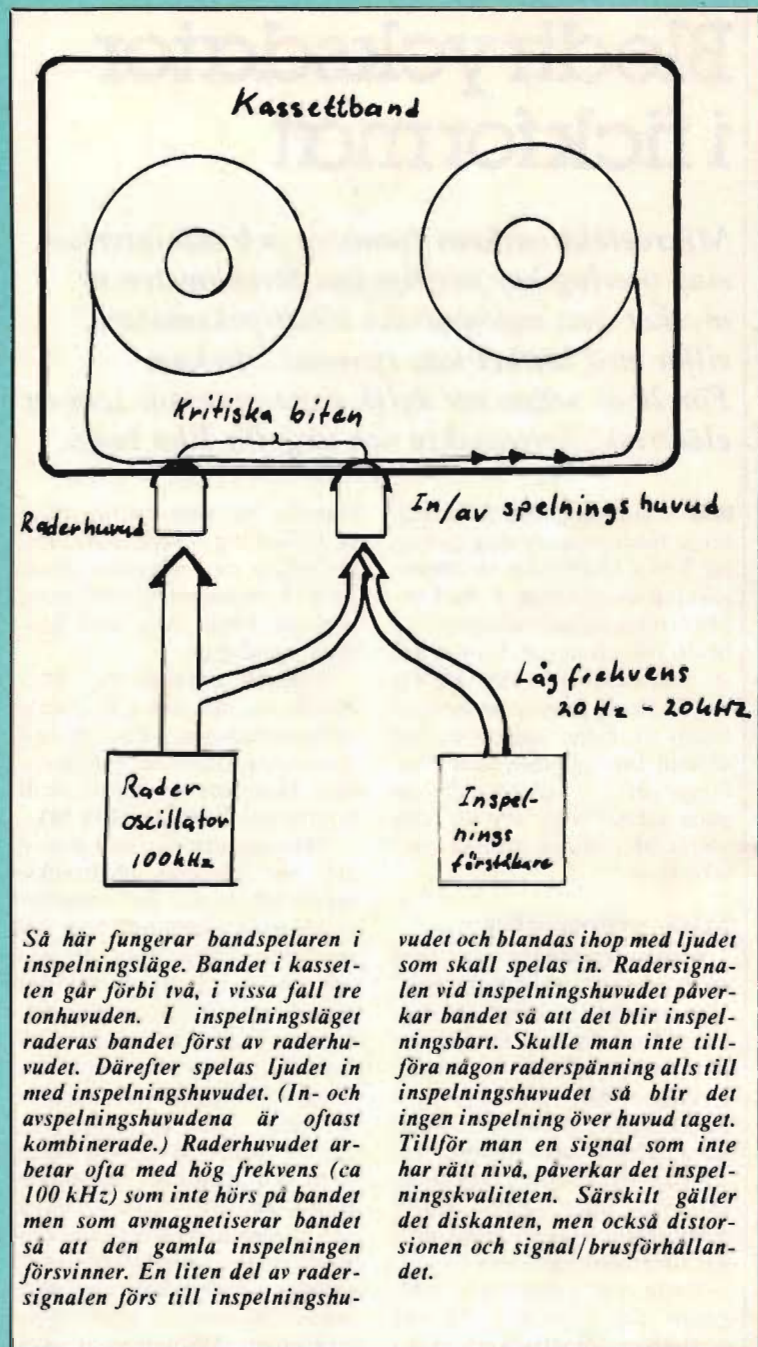 Kassettband
Kritiska biten
Raderhuvud
In/av spelnings huvud
Låg frekvens
20 Hz - 20kHz
Rader
oscillator
100kHz
Inspel-
nings
förstärkare
Så här fungerar bandspelaren i
inspelningsläge. Bandet i kasset-
ten går förbi två, i vissa fall tre
tonhuvuden. I inspelningsläget
raderas bandet först av raderhu-
vudet. Därefter spelas ljudet in
med inspelningshuvudet. (In- och
avspelningshuvudena är oftast
kombinerade.) Raderhuvudet ar-
betar ofta med hög frekvens (ca
100 kHz) som inte hörs på bandet
men som avmagnetiserar bandet
så att den gamla inspelningen
försvinner. En liten del av rader-
signalen förs till inspelningshu-
vudet och blandas ihop med ljudet
som skall spelas in. Radersigna-
len vid inspelningshuvudet påver-
kar bandet så att det blir inspel-
ningsbart. Skulle man inte till-
föra någon raderspänning alls till
inspelningshuvudet så blir det
ingen inspelning över huvud taget.
Tillför man en signal som inte
har rätt nivå, påverkar det inspel-
ningskvaliteten. Särskilt gäller
det diskanten, men också distor-
sionen och signal/brusförhållan-
det.